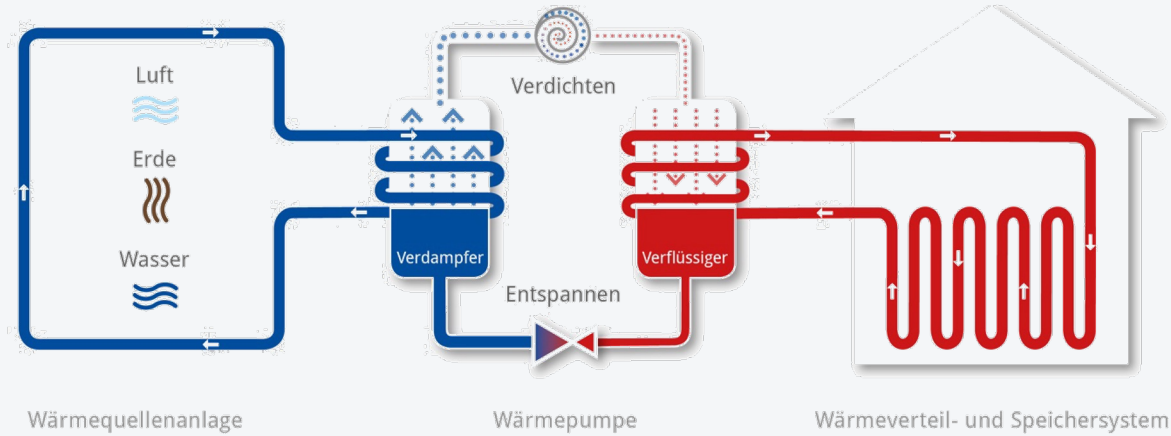 Luft
Erde
Wasser
Verdichten
Verdampfer
Verflüssiger
Entspannen
Wärmequellenanlage
Wärmepumpe
Wärmeverteil- und Speichersystem